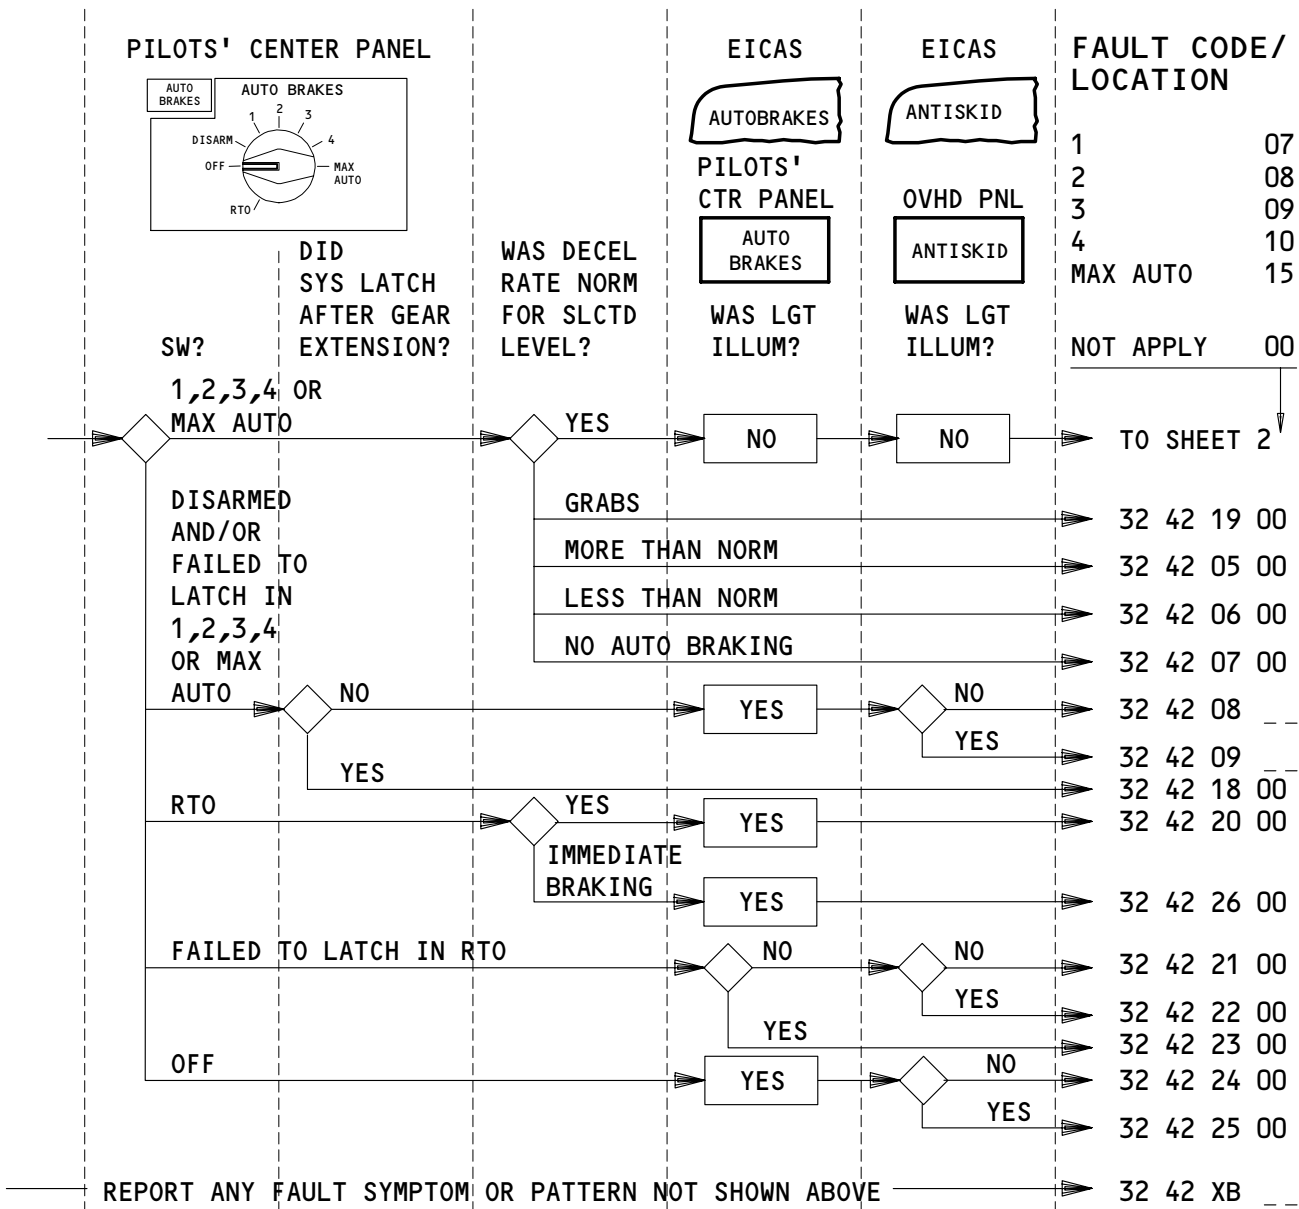 PILOTS' CENTER PANEL
AUTO
BRAKES
AUTO BRAKES
DISARM
1
2
3
4
OFF
MAX
AUTO
RTO
EICAS
AUTOBRAKES
PILOTS'
CTR PANEL
AUTO
BRAKES
EICAS
ANTISKID
OVHD PNL
ANTISKID
FAULT CODE/
LOCATION
1 07
2 08
3 09
4 10
MAX AUTO 15
NOT APPLY 00
SW?
DID
SYS LATCH
AFTER GEAR
EXTENSION?
WAS DECEL
RATE NORM
FOR SLCTD
LEVEL?
WAS LGT
ILLUM?
WAS LGT
ILLUM?
1,2,3,4 OR
MAX AUTO
YES
NO
NO
TO SHEET 2
GRABS
32 42 19 00
MORE THAN NORM
32 42 05 00
LESS THAN NORM
32 42 06 00
NO AUTO BRAKING
32 42 07 00
DISARMED
AND/OR
FAILED TO
LATCH IN
1,2,3,4
OR MAX
AUTO
NO
YES
NO
32 42 08 _ _
YES
32 42 09 _ _
YES
32 42 18 00
RTO
YES
YES
32 42 20 00
IMMEDIATE
BRAKING
YES
32 42 26 00
FAILED TO LATCH IN RTO
NO
NO
32 42 21 00
YES
32 42 22 00
YES
32 42 23 00
OFF
YES
NO
32 42 24 00
YES
32 42 25 00
REPORT ANY FAULT SYMPTOM OR PATTERN NOT SHOWN ABOVE
32 42 XB _ _